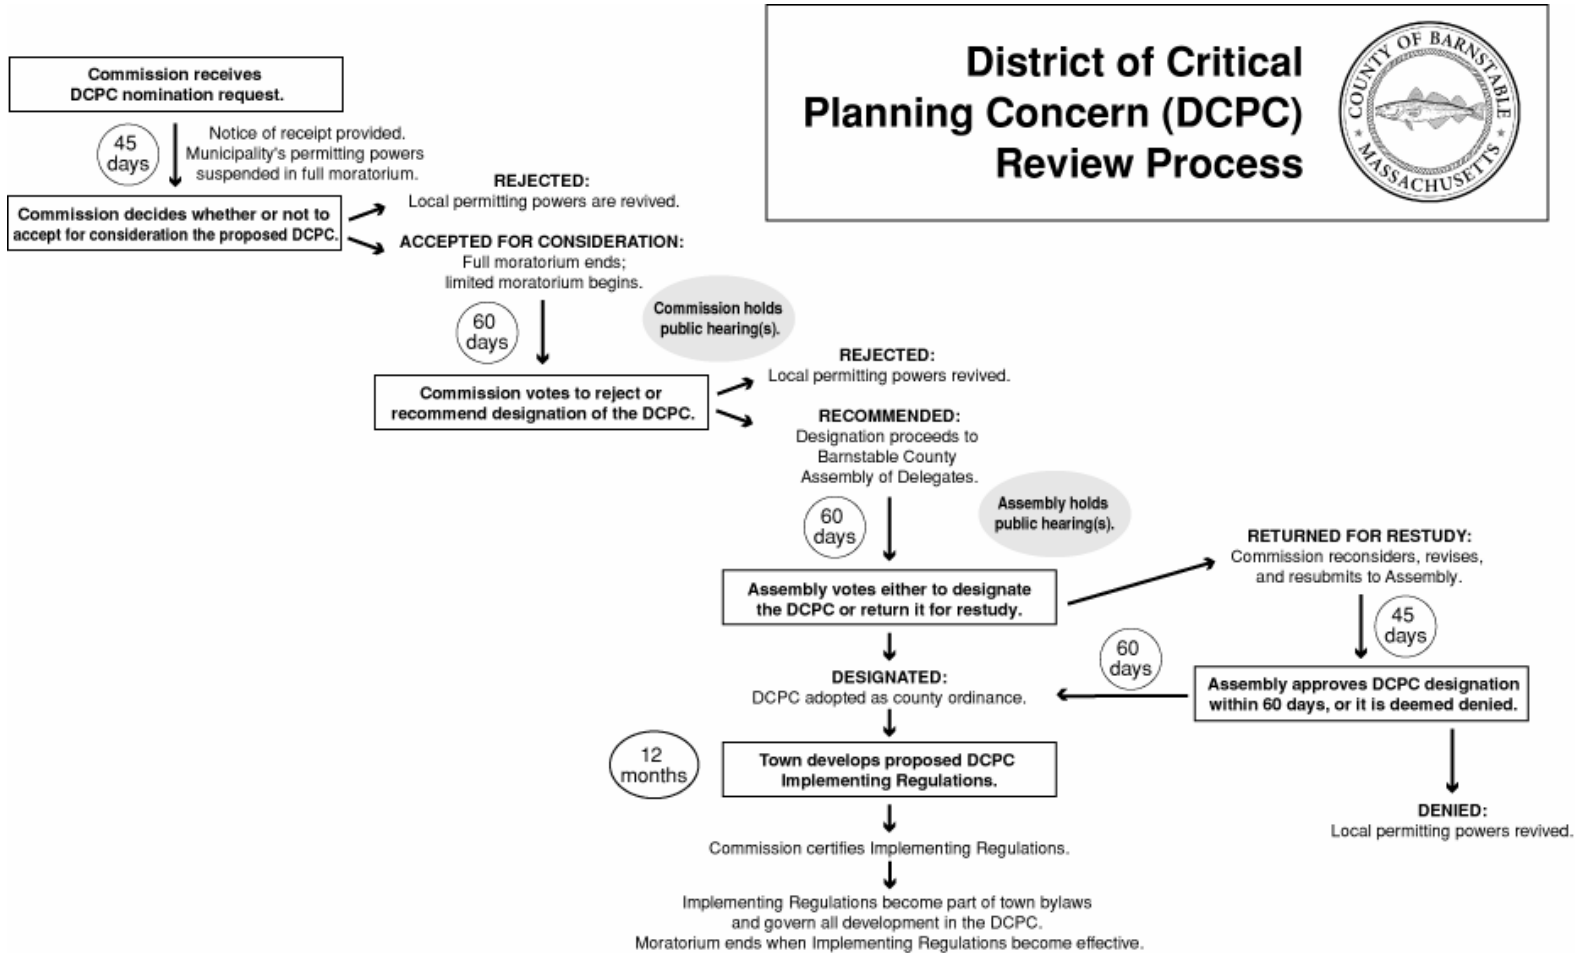 District of Critical
Planning Concern (DCPC)
Review Process
COUNTY OF BARNSTABLE
MASSACHUSETTS
Commission receives
DCPC nomination request.
45
days
Notice of receipt provided.
Municipality's permitting powers
suspended in full moratorium.
Commission decides whether or not to
accept for consideration the proposed DCPC.
REJECTED:
Local permitting powers are revived.
ACCEPTED FOR CONSIDERATION:
Full moratorium ends;
limited moratorium begins.
60
days
Commission holds
public hearing(s).
Commission votes to reject or
recommend designation of the DCPC.
REJECTED:
Local permitting powers revived.
RECOMMENDED:
Designation proceeds to
Barnstable County
Assembly of Delegates.
60
days
Assembly holds
public hearing(s).
Assembly votes either to designate
the DCPC or return it for restudy.
RETURNED FOR RESTUDY:
Commission reconsiders, revises,
and resubmits to Assembly.
45
days
Assembly approves DCPC designation
within 60 days, or it is deemed denied.
60
days
DENIED:
Local permitting powers revived.
DESIGNATED:
DCPC adopted as county ordinance.
12
months
Town develops proposed DCPC
Implementing Regulations.
Commission certifies Implementing Regulations.
Implementing Regulations become part of town bylaws
and govern all development in the DCPC.
Moratorium ends when Implementing Regulations become effective.